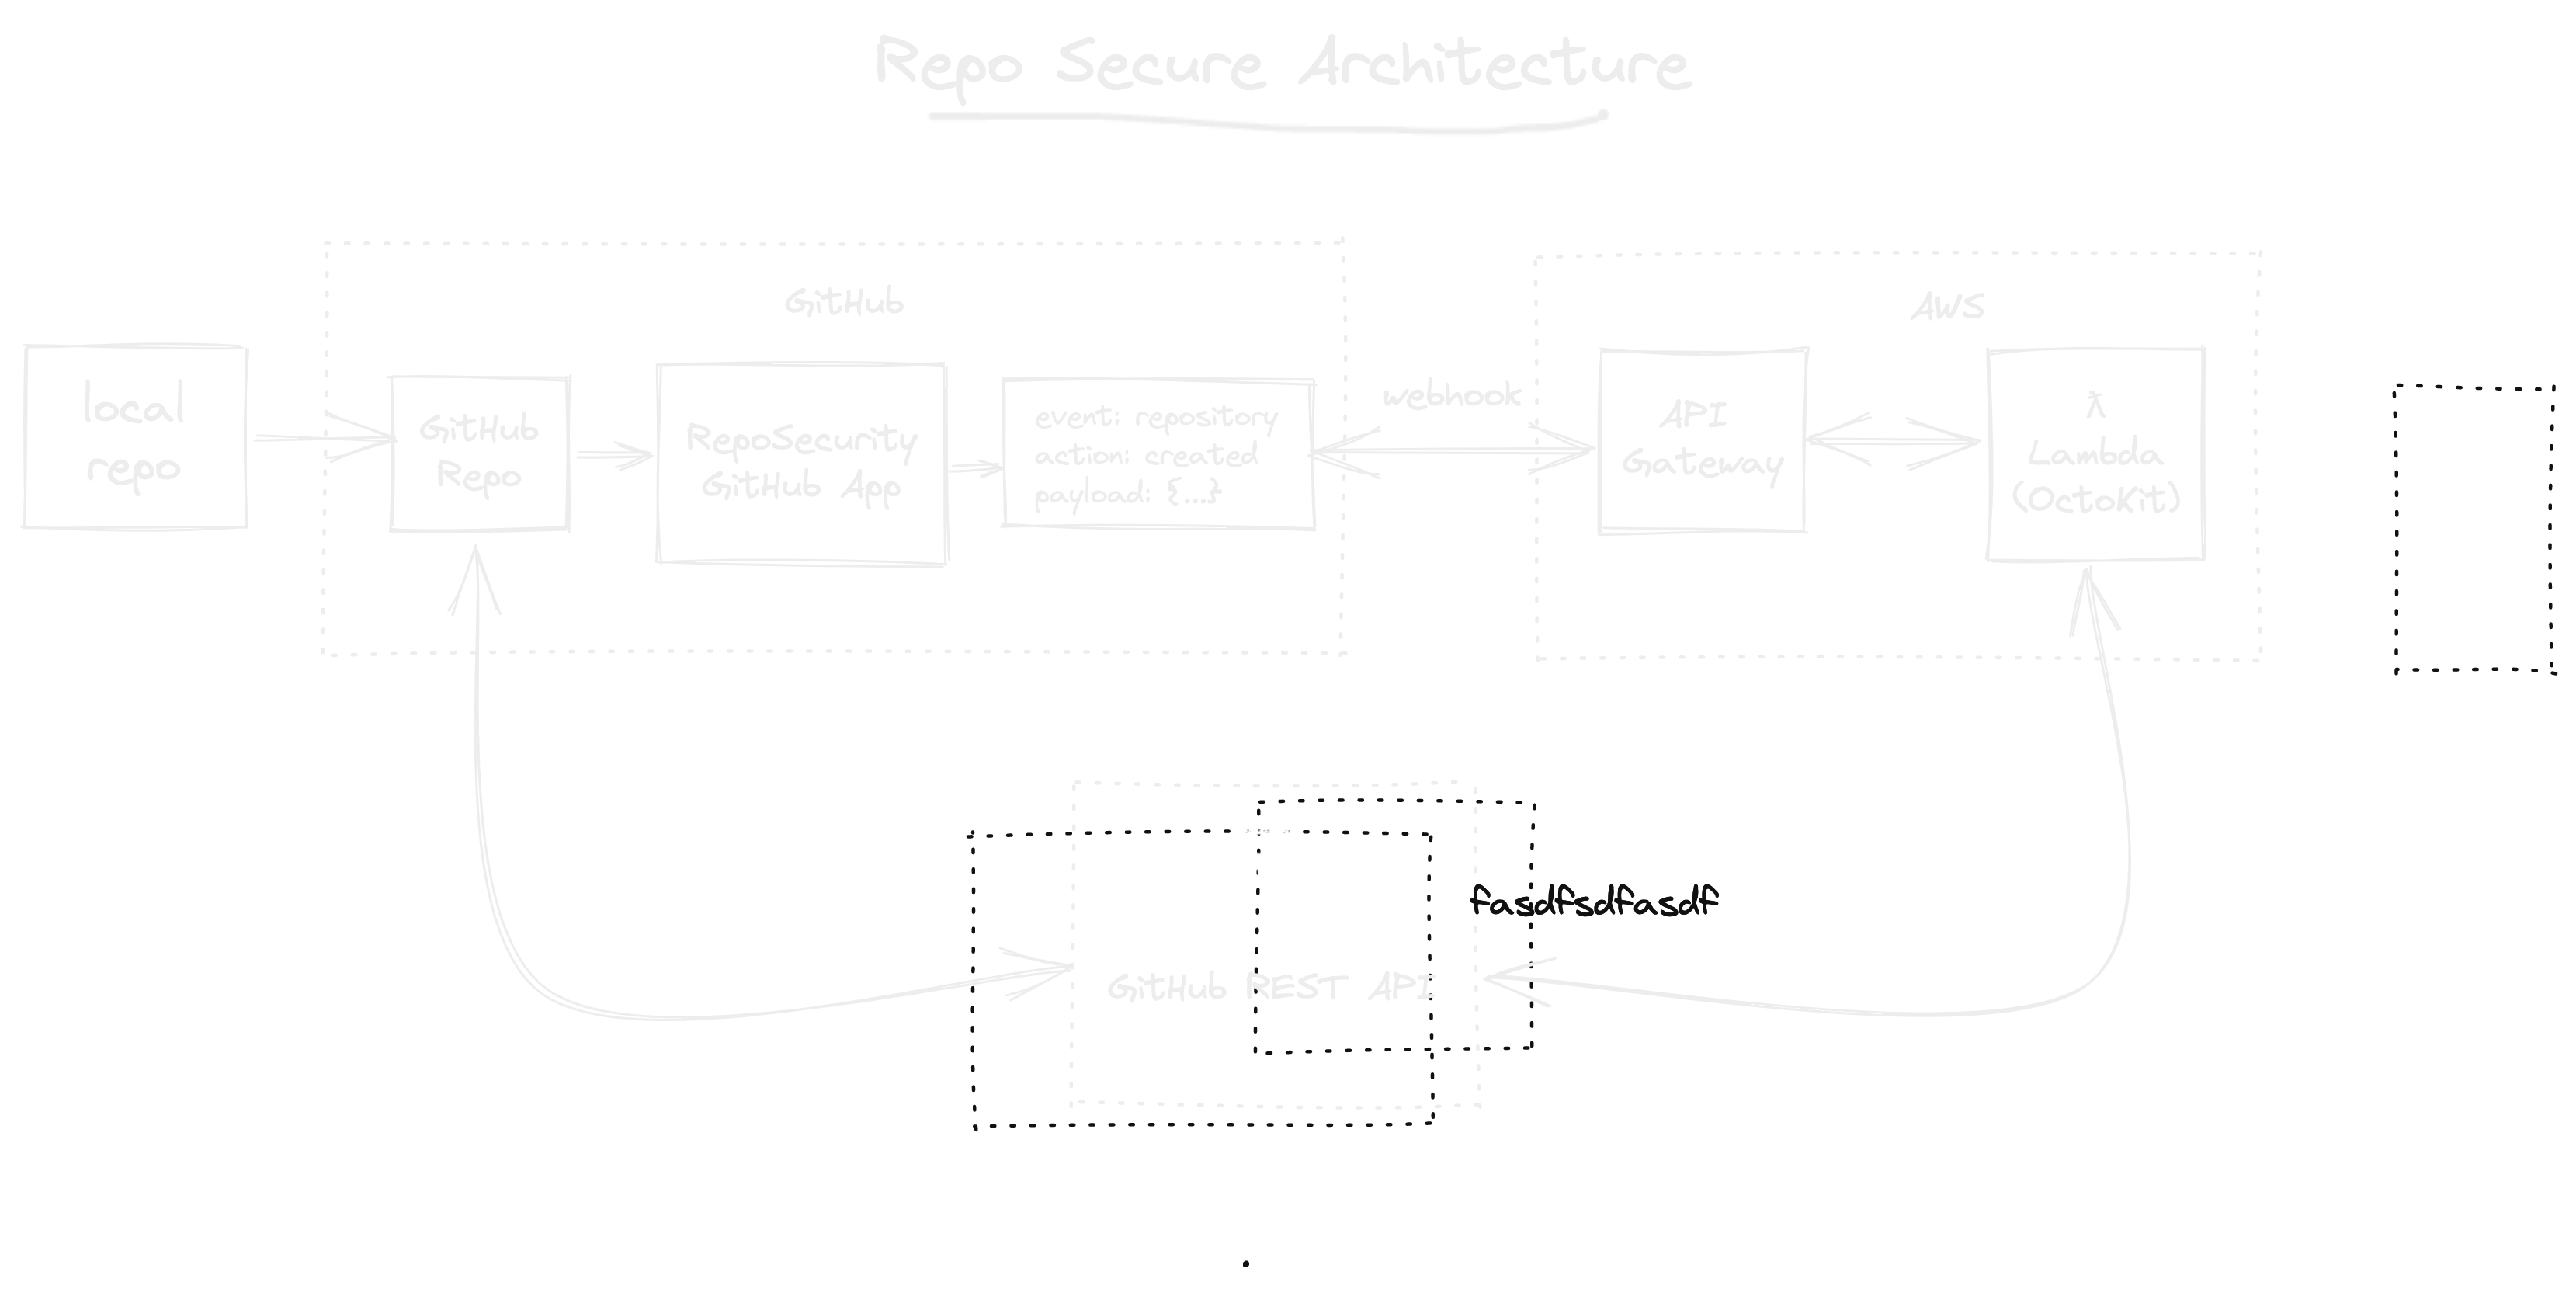 Repo Secure Architecture
GitHub
AWS
local
repo
GitHub
Repo
RepoSecurity
GitHub App
event: repository
action: created
payload: {...}
webhook
API
Gateway
λ
Lambda
(OctoKit)
fasdfsdfasdf
GitHub REST API